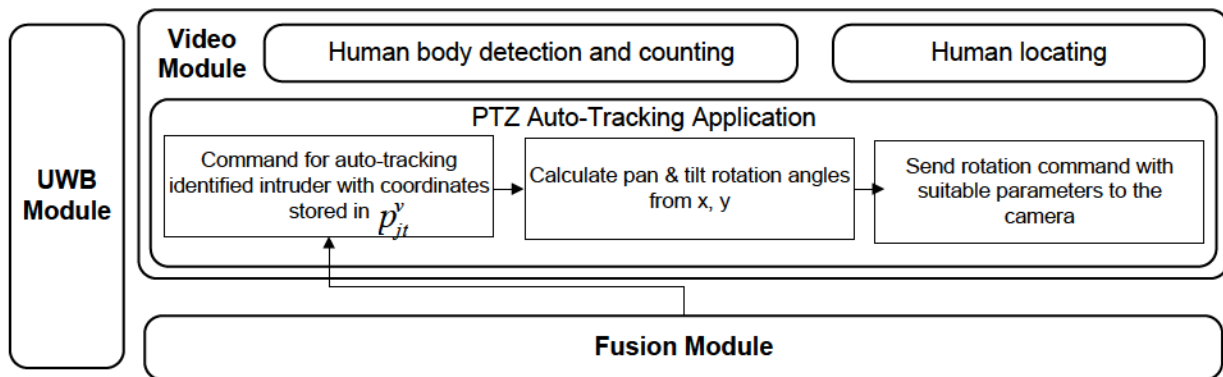 UWB
Module
Video
Module
Human body detection and counting
Human locating
PTZ Auto-Tracking Application
Command for auto-tracking
identified intruder with coordinates
stored in p_{jt}^{v}
Calculate pan & tilt rotation angles
from x, y
Send rotation command with
suitable parameters to the
camera
Fusion Module